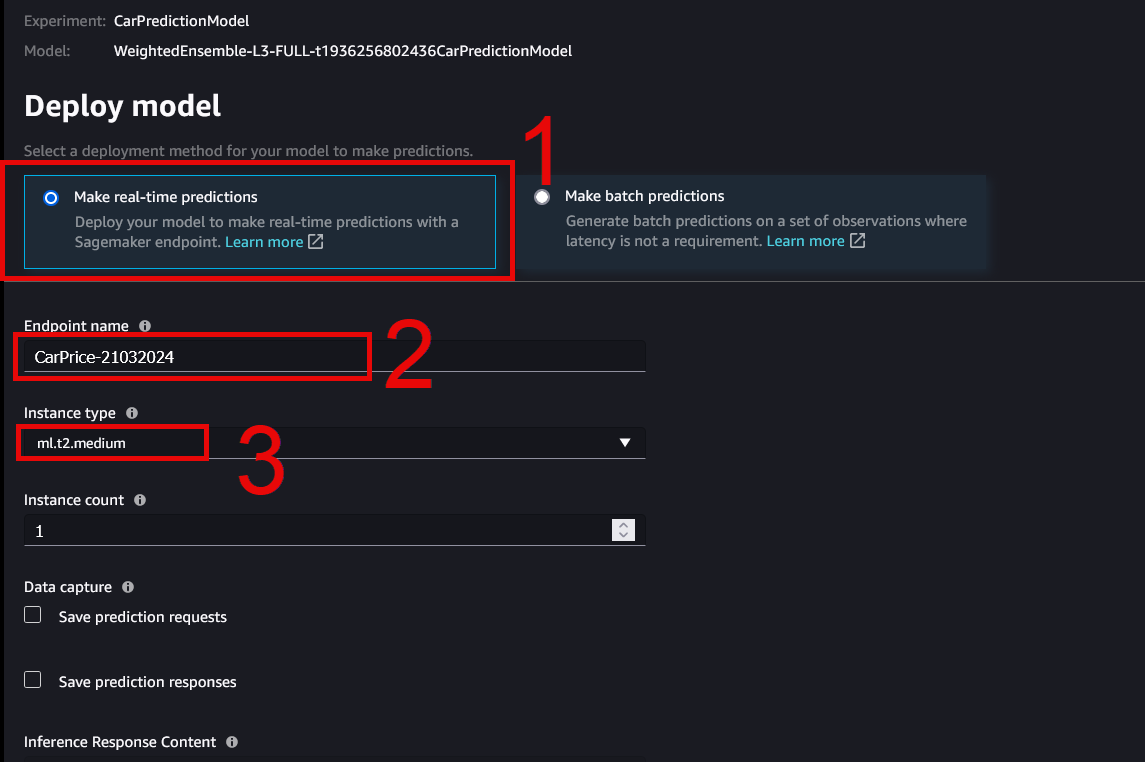 Experiment: CarPredictionModel
Model: WeightedEnsemble-L3-FULL-t1936256802436CarPredictionModel
Deploy model
Select a deployment method for your model to make predictions.
1
Make real-time predictions
Deploy your model to make real-time predictions with a
Sagemaker endpoint. Learn more
Make batch predictions
Generate batch predictions on a set of observations where
latency is not a requirement. Learn more
Endpoint name
CarPrice-21032024
2
Instance type
ml.t2.medium
3
Instance count
1
Data capture
Save prediction requests
Save prediction responses
Inference Response Content